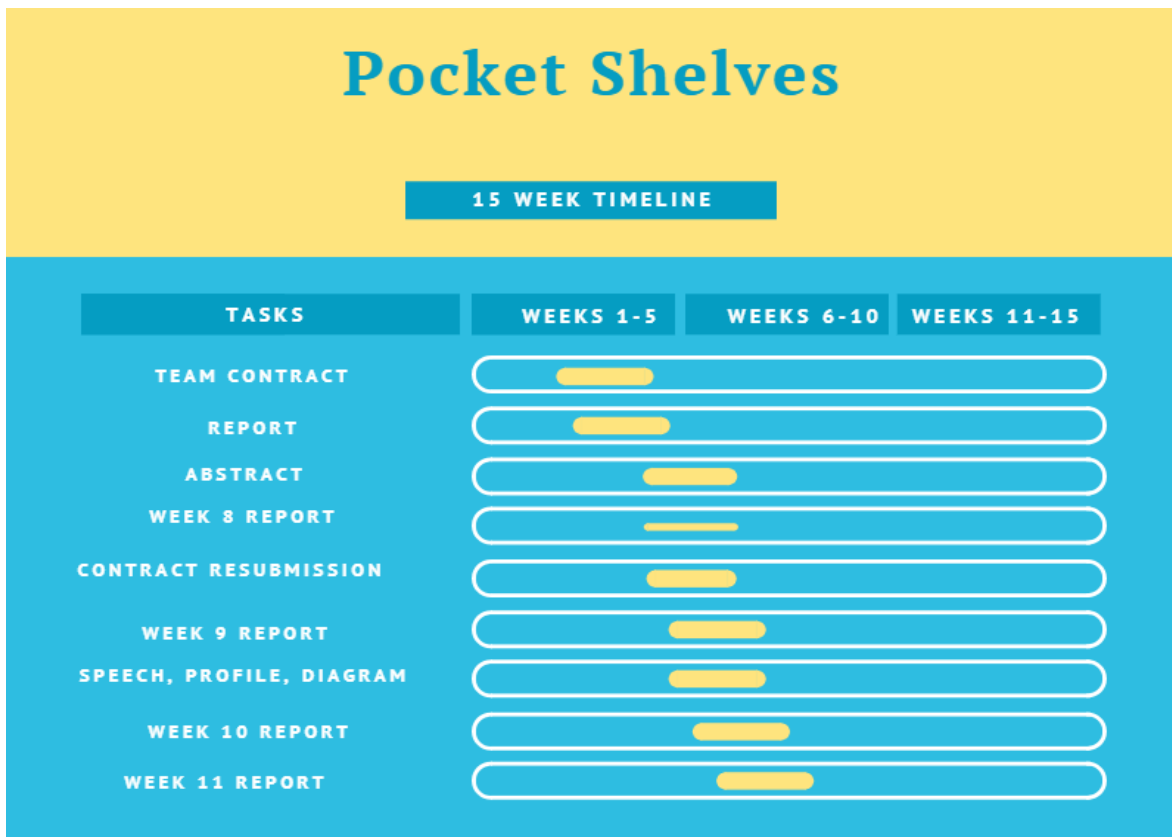 Pocket Shelves
15 WEEK TIMELINE
TASKS
WEEKS 1-5
WEEKS 6-10
WEEKS 11-15
TEAM CONTRACT
REPORT
ABSTRACT
WEEK 8 REPORT
CONTRACT RESUBMISSION
WEEK 9 REPORT
SPEECH, PROFILE, DIAGRAM
WEEK 10 REPORT
WEEK 11 REPORT